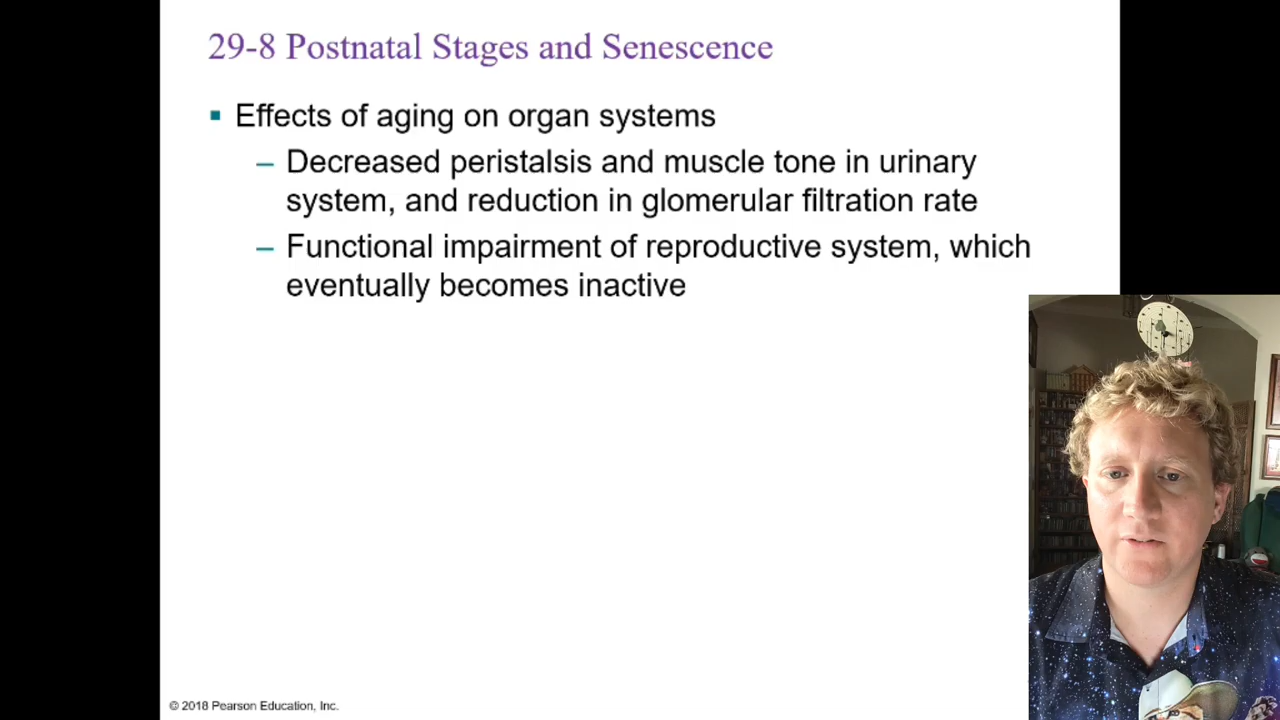 29-8 Postnatal Stages and Senescence
▪ Effects of aging on organ systems
– Decreased peristalsis and muscle tone in urinary
system, and reduction in glomerular filtration rate
– Functional impairment of reproductive system, which
eventually becomes inactive
© 2018 Pearson Education, Inc.